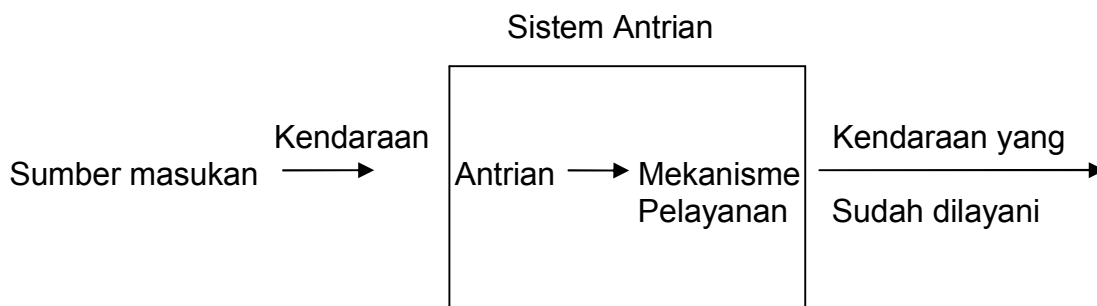 Sistem Antrian
Kendaraan
Kendaraan yang
Sumber masukan
Antrian
Mekanisme
Pelayanan
Sudah dilayani